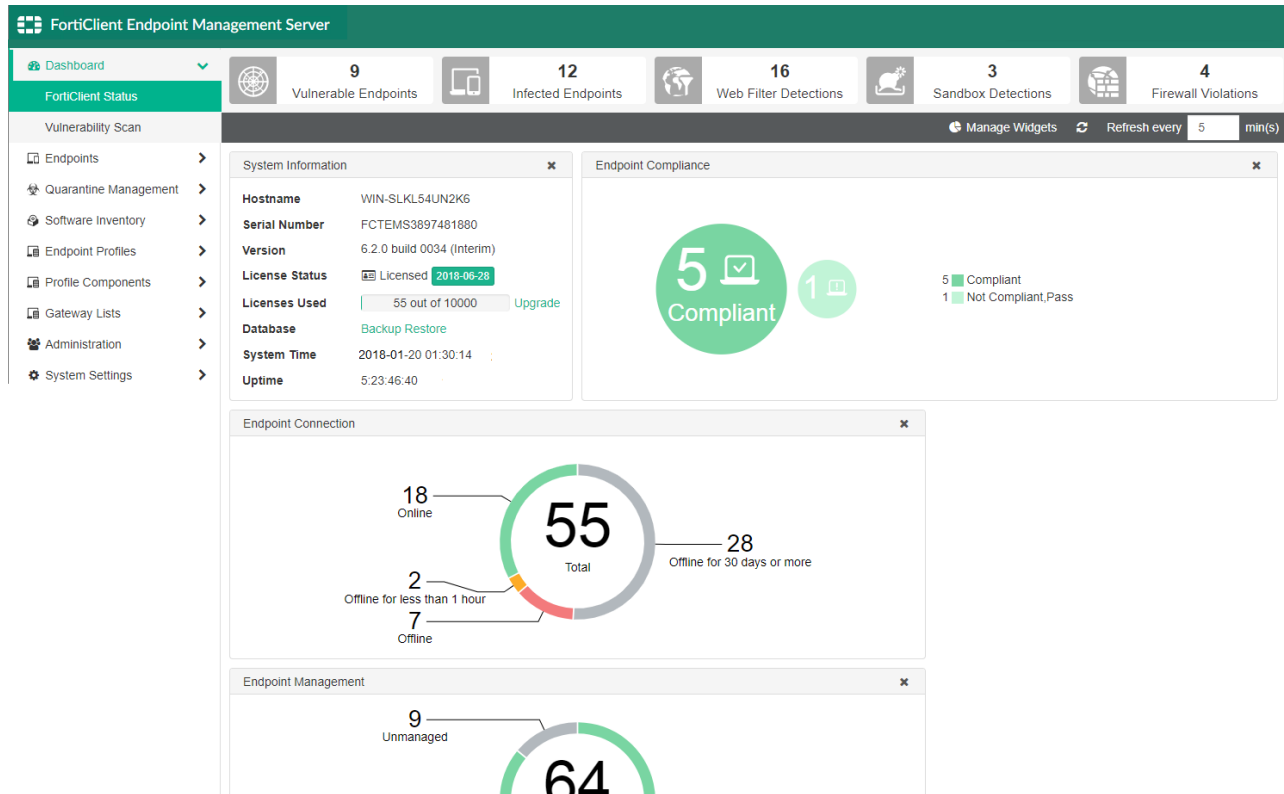 FortiClient Endpoint Management Server
Dashboard
FortiClient Status
Vulnerability Scan
Endpoints
Quarantine Management
Software Inventory
Endpoint Profiles
Profile Components
Gateway Lists
Administration
System Settings
9
Vulnerable Endpoints
12
Infected Endpoints
16
Web Filter Detections
3
Sandbox Detections
4
Firewall Violations
Manage Widgets Refresh every 5 min(s)
System Information
Hostname WIN-SLKL54UN2K6
Serial Number FCTEMS3897481880
Version 6.2.0 build 0034 (Interim)
License Status Licensed 2018-06-28
Licenses Used 55 out of 10000 Upgrade
Database Backup Restore
System Time 2018-01-20 01:30:14
Uptime 5:23:46:40
Endpoint Compliance
5
Compliant
1
5 Compliant
1 Not Compliant,Pass
Endpoint Connection
18
Online
2
Offline for less than 1 hour
7
Offline
55
Total
28
Offline for 30 days or more
Endpoint Management
9
Unmanaged
64